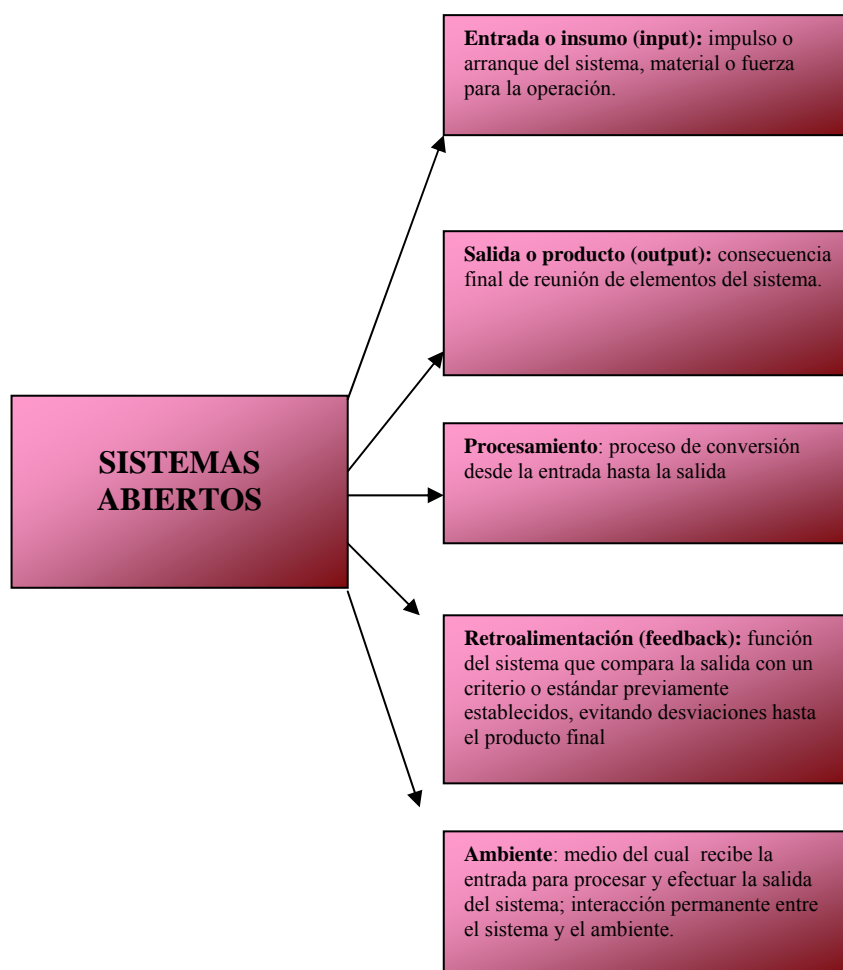 Entrada o insumo (input): impulso o
arranque del sistema, material o fuerza
para la operación.
Salida o producto (output): consecuencia
final de reunión de elementos del sistema.
SISTEMAS
ABIERTOS
Procesamiento: proceso de conversión
desde la entrada hasta la salida
Retroalimentación (feedback): función
del sistema que compara la salida con un
criterio o estándar previamente
establecidos, evitando desviaciones hasta
el producto final
Ambiente: medio del cual recibe la
entrada para procesar y efectuar la salida
del sistema; interacción permanente entre
el sistema y el ambiente.